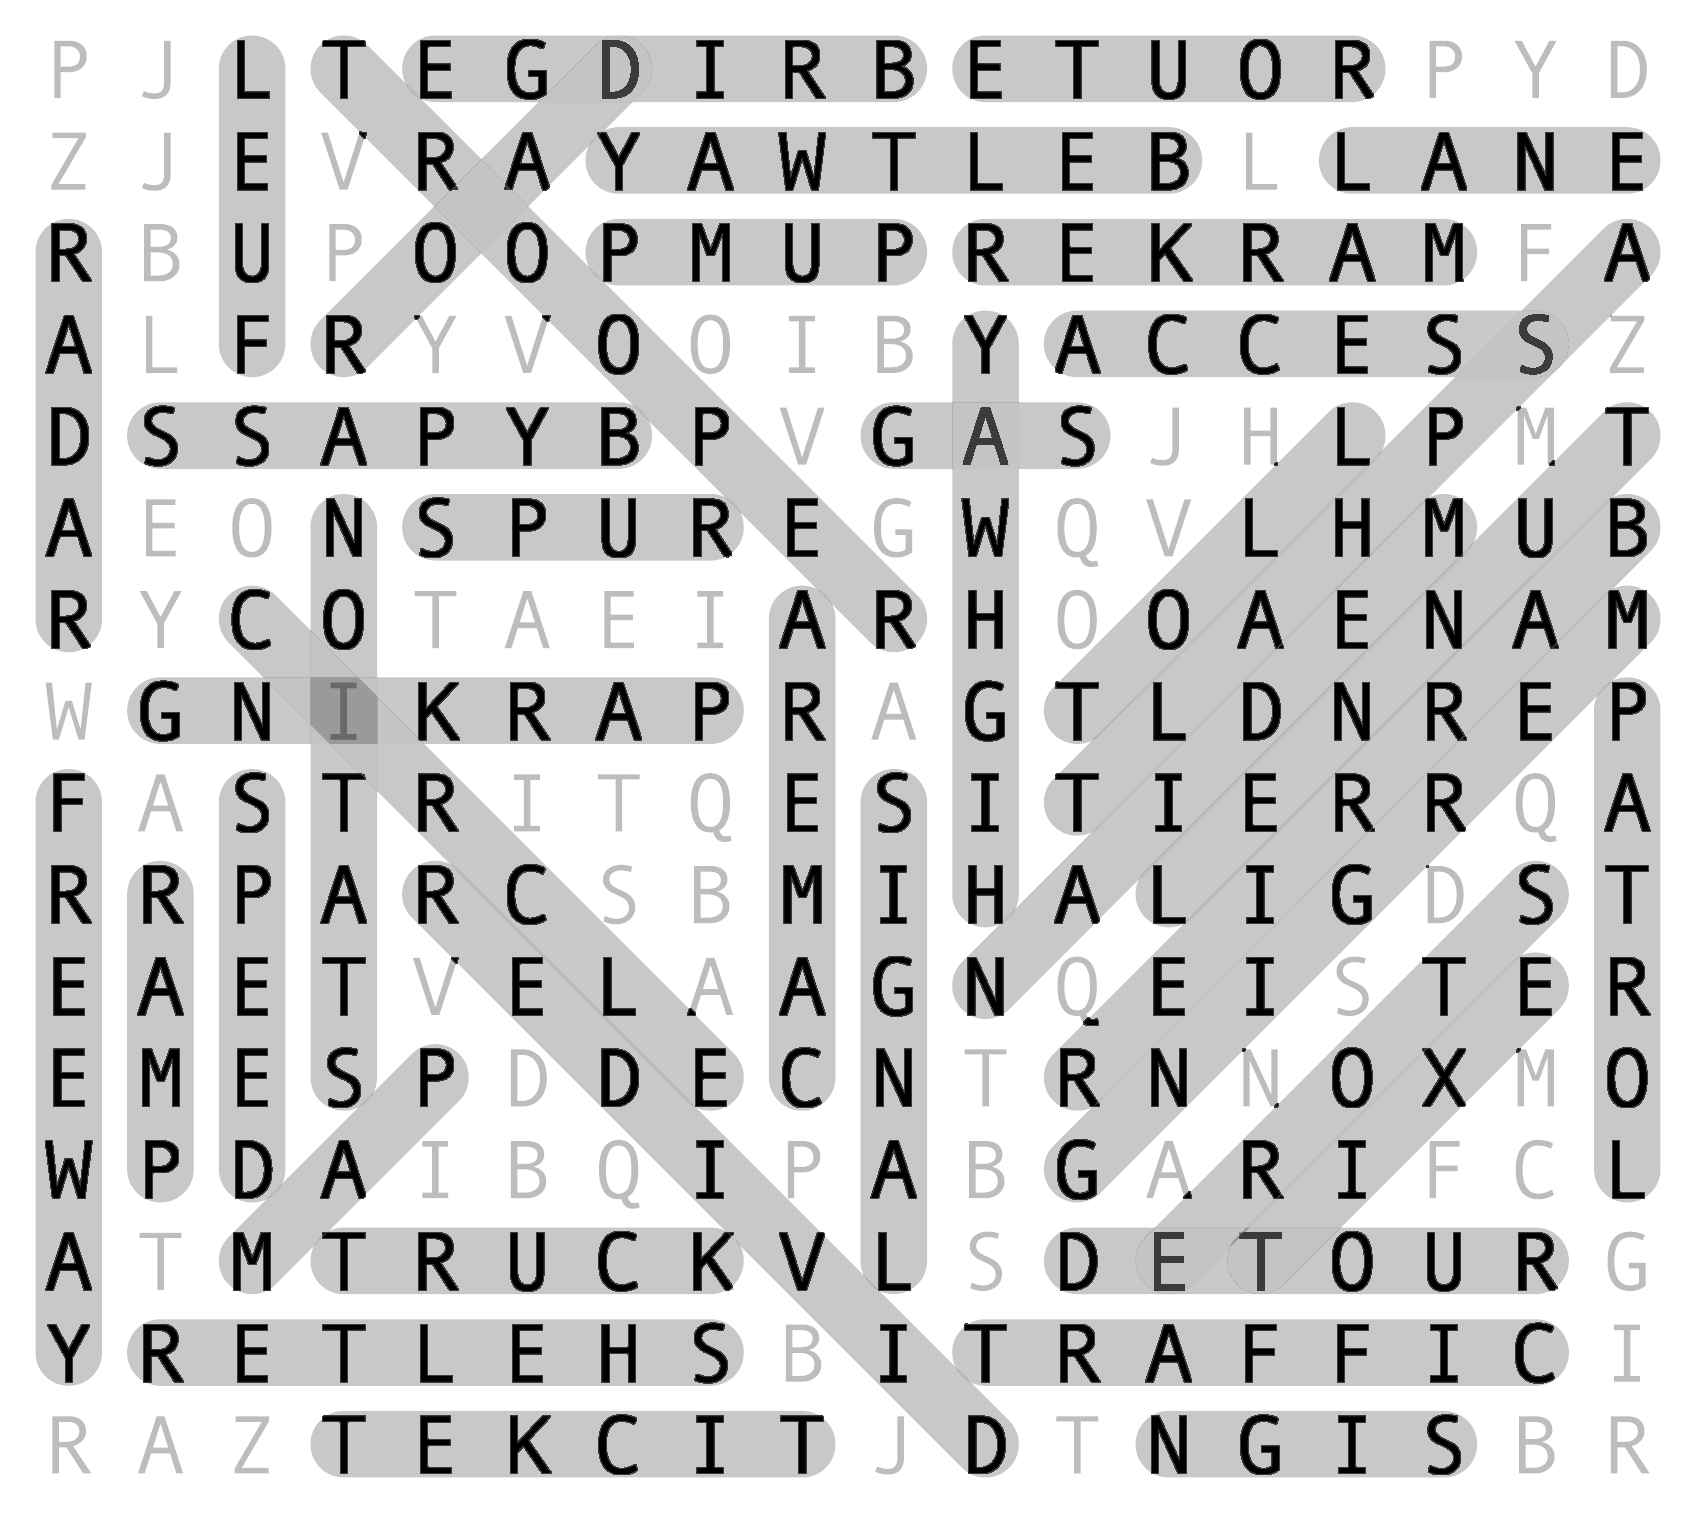 P J L T E G D I R B E T U O R P Y D
Z J E V R A Y A W T L E B L L A N E
R B U P O O P M U P R E K R A M F A
A L F R Y V O O I B Y A C C E S S Z
D S S A P Y B P V G A S J H L P M T
A E O N S P U R E G W Q V L H M U B
R Y C O T A E I A R H O O A E N A M
W G N I K R A P R A G T L D N R E P
F A S T R I T Q E S I T I E R R Q A
R R P A R C S B M I H A L I G D S T
E A E T V E L A A G N Q E I S T E R
E M E S P D D E C N T R N N O X M O
W P D A I B Q I P A B G A R I F C L
A T M T R U C K V L S D E T O U R G
Y R E T L E H S B I T R A F F I C I
R A Z T E K C I T J D T N G I S B R